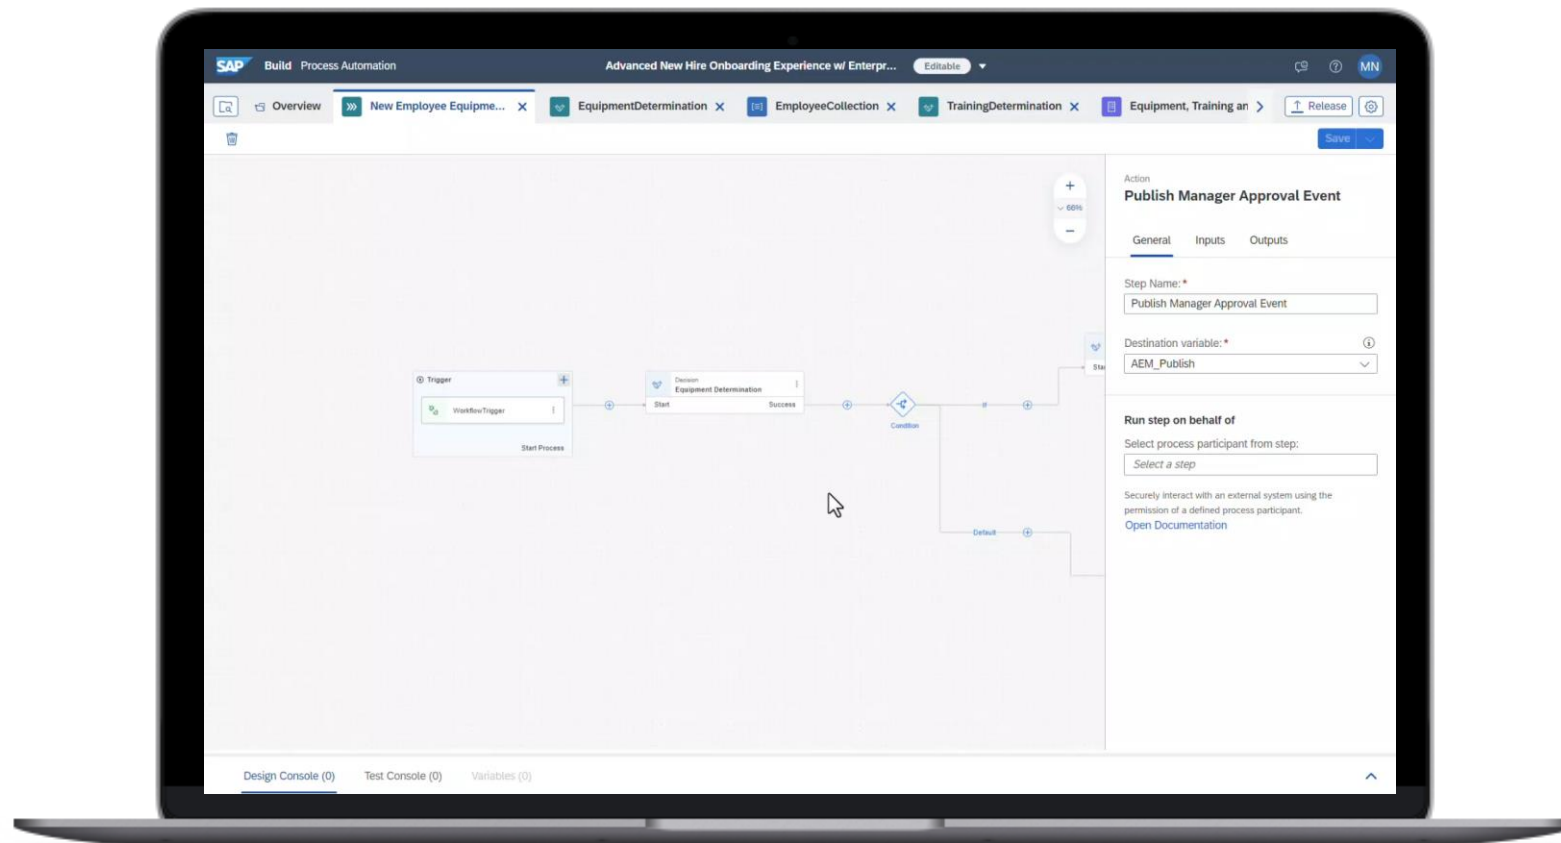 SAP Build Process Automation
Advanced New Hire Onboarding Experience w/ Enterpr... Editable
MN
Overview
New Employee Equipme...
EquipmentDetermination
EmployeeCollection
TrainingDetermination
Equipment, Training an
Release
Save
+
66%
−
Trigger
WorkflowTrigger
Start Process
Decision
Equipment Determination
Start Success
Condition
if
Default
Sta
Action
Publish Manager Approval Event
General Inputs Outputs
Step Name:*
Publish Manager Approval Event
Destination variable:*
AEM_Publish
Run step on behalf of
Select process participant from step:
Select a step
Securely interact with an external system using the
permission of a defined process participant.
Open Documentation
Design Console (0) Test Console (0) Variables (0)